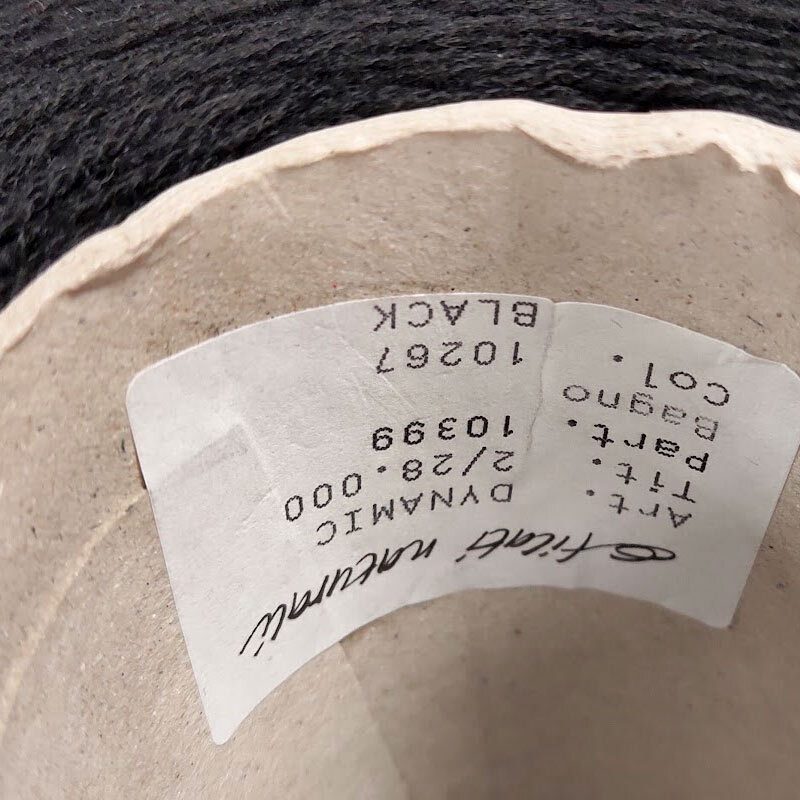 filati naturali
Art. DYNAMIC
Tit. 2/28.000
Part. 10399
Bagno
Col. 10267
BLACK